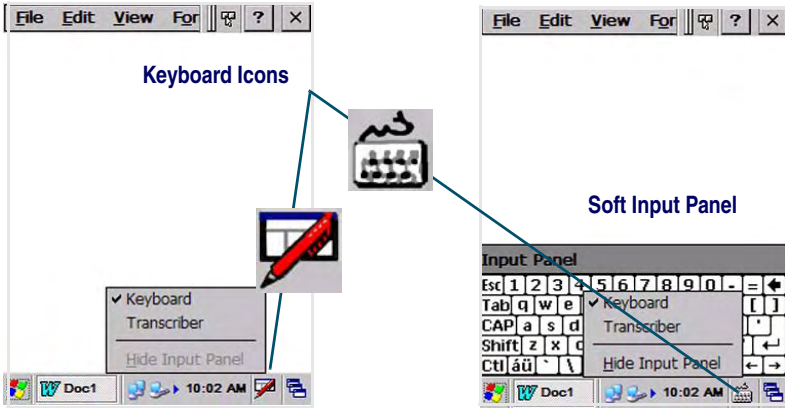 File Edit View For ? ×
Keyboard Icons
✓ Keyboard
Transcriber
Hide Input Panel
Doc1 10:02 AM
File Edit View For ? ×
Soft Input Panel
Input Panel
Esc 1 2 3 4 5 6 7 8 9 0 - =
Tab q w e [ ]
CAP a s d '
Shift z x c
Ctl áü ` \
✓ Keyboard
Transcriber
Hide Input Panel
Doc1 10:02 AM